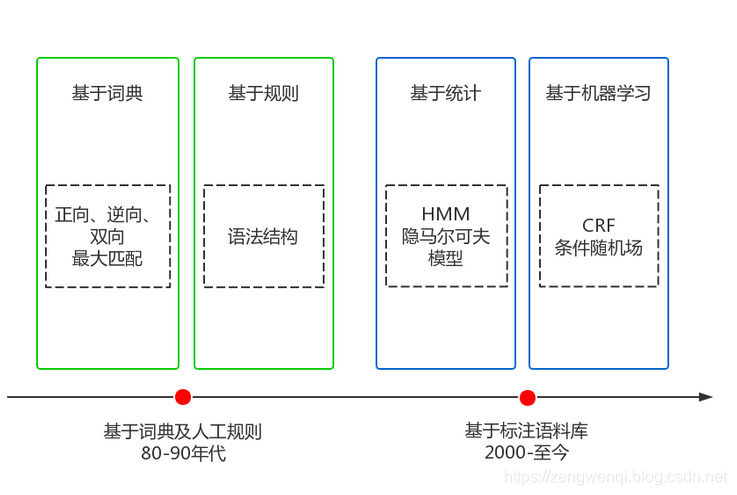 基于词典
基于规则
基于统计
基于机器学习
正向、逆向、
双向
最大匹配
语法结构
HMM
隐马尔可夫
模型
CRF
条件随机场
基于词典及人工规则
80-90年代
基于标注语料库
2000-至今
https://zengwenqi.blog.csdn.net